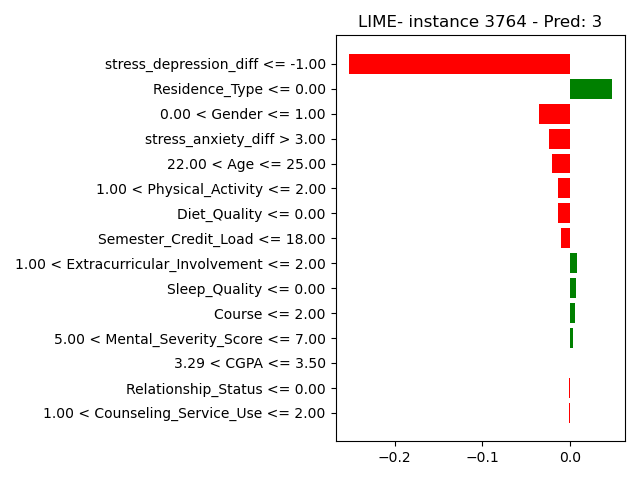 LIME- instance 3764 - Pred: 3
stress_depression_diff <= -1.00
Residence_Type <= 0.00
0.00 < Gender <= 1.00
stress_anxiety_diff > 3.00
22.00 < Age <= 25.00
1.00 < Physical_Activity <= 2.00
Diet_Quality <= 0.00
Semester_Credit_Load <= 18.00
1.00 < Extracurricular_Involvement <= 2.00
Sleep_Quality <= 0.00
Course <= 2.00
5.00 < Mental_Severity_Score <= 7.00
3.29 < CGPA <= 3.50
Relationship_Status <= 0.00
1.00 < Counseling_Service_Use <= 2.00
−0.2 −0.1 0.0